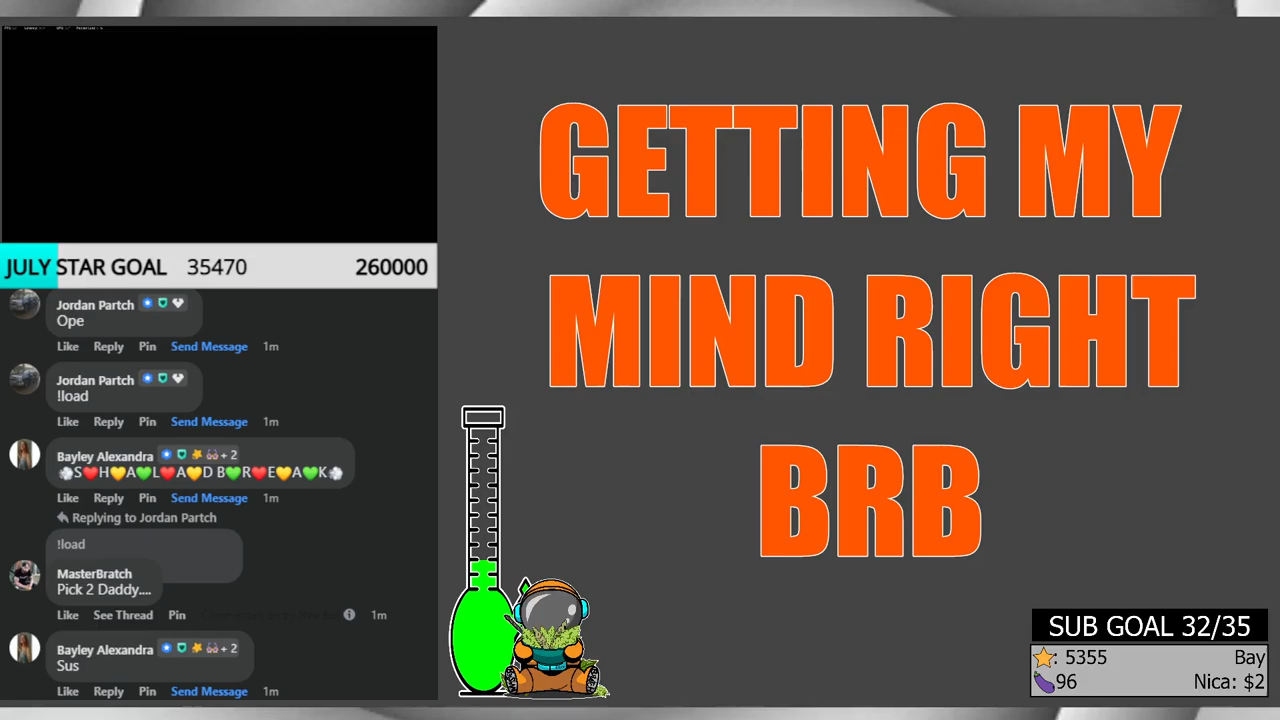 JULY STAR GOAL 35470 260000
Jordan Partch
Ope
Like Reply Pin Send Message 1m
Jordan Partch
!load
Like Reply Pin Send Message 1m
Bayley Alexandra + 2
S❤️H💛A💚L❤️A💛D B💚R❤️E💛A💚K
Like Reply Pin Send Message 1m
Replying to Jordan Partch
!load
MasterBratch
Pick 2 Daddy....
Like See Thread Pin 1m
Bayley Alexandra + 2
Sus
Like Reply Pin Send Message 1m
GETTING MY
MIND RIGHT
BRB
SUB GOAL 32/35
: 5355 Bay
96 Nica: $2